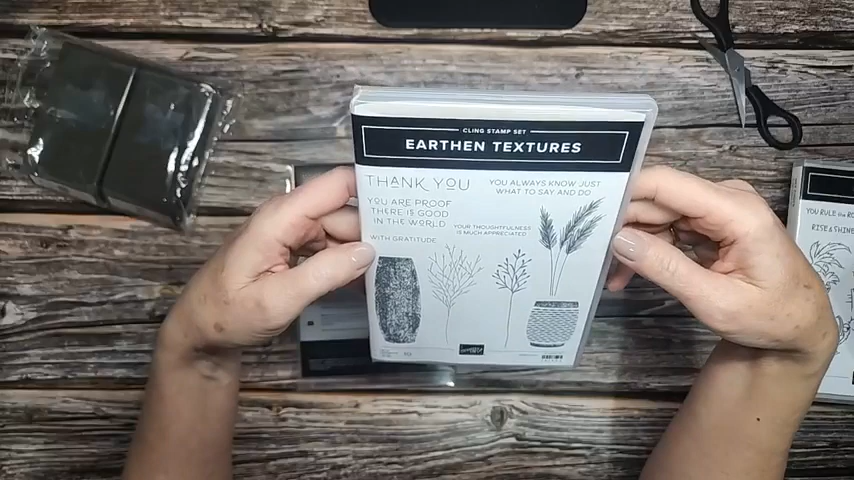 CLING STAMP SET
EARTHEN TEXTURES
THANK YOU
YOU ALWAYS KNOW JUST
WHAT TO SAY AND DO
YOU ARE PROOF
THERE IS GOOD
IN THE WORLD
YOUR THOUGHTFULNESS
IS MUCH APPRECIATED
WITH GRATITUDE
YOU RULE the
RISE & SHINE